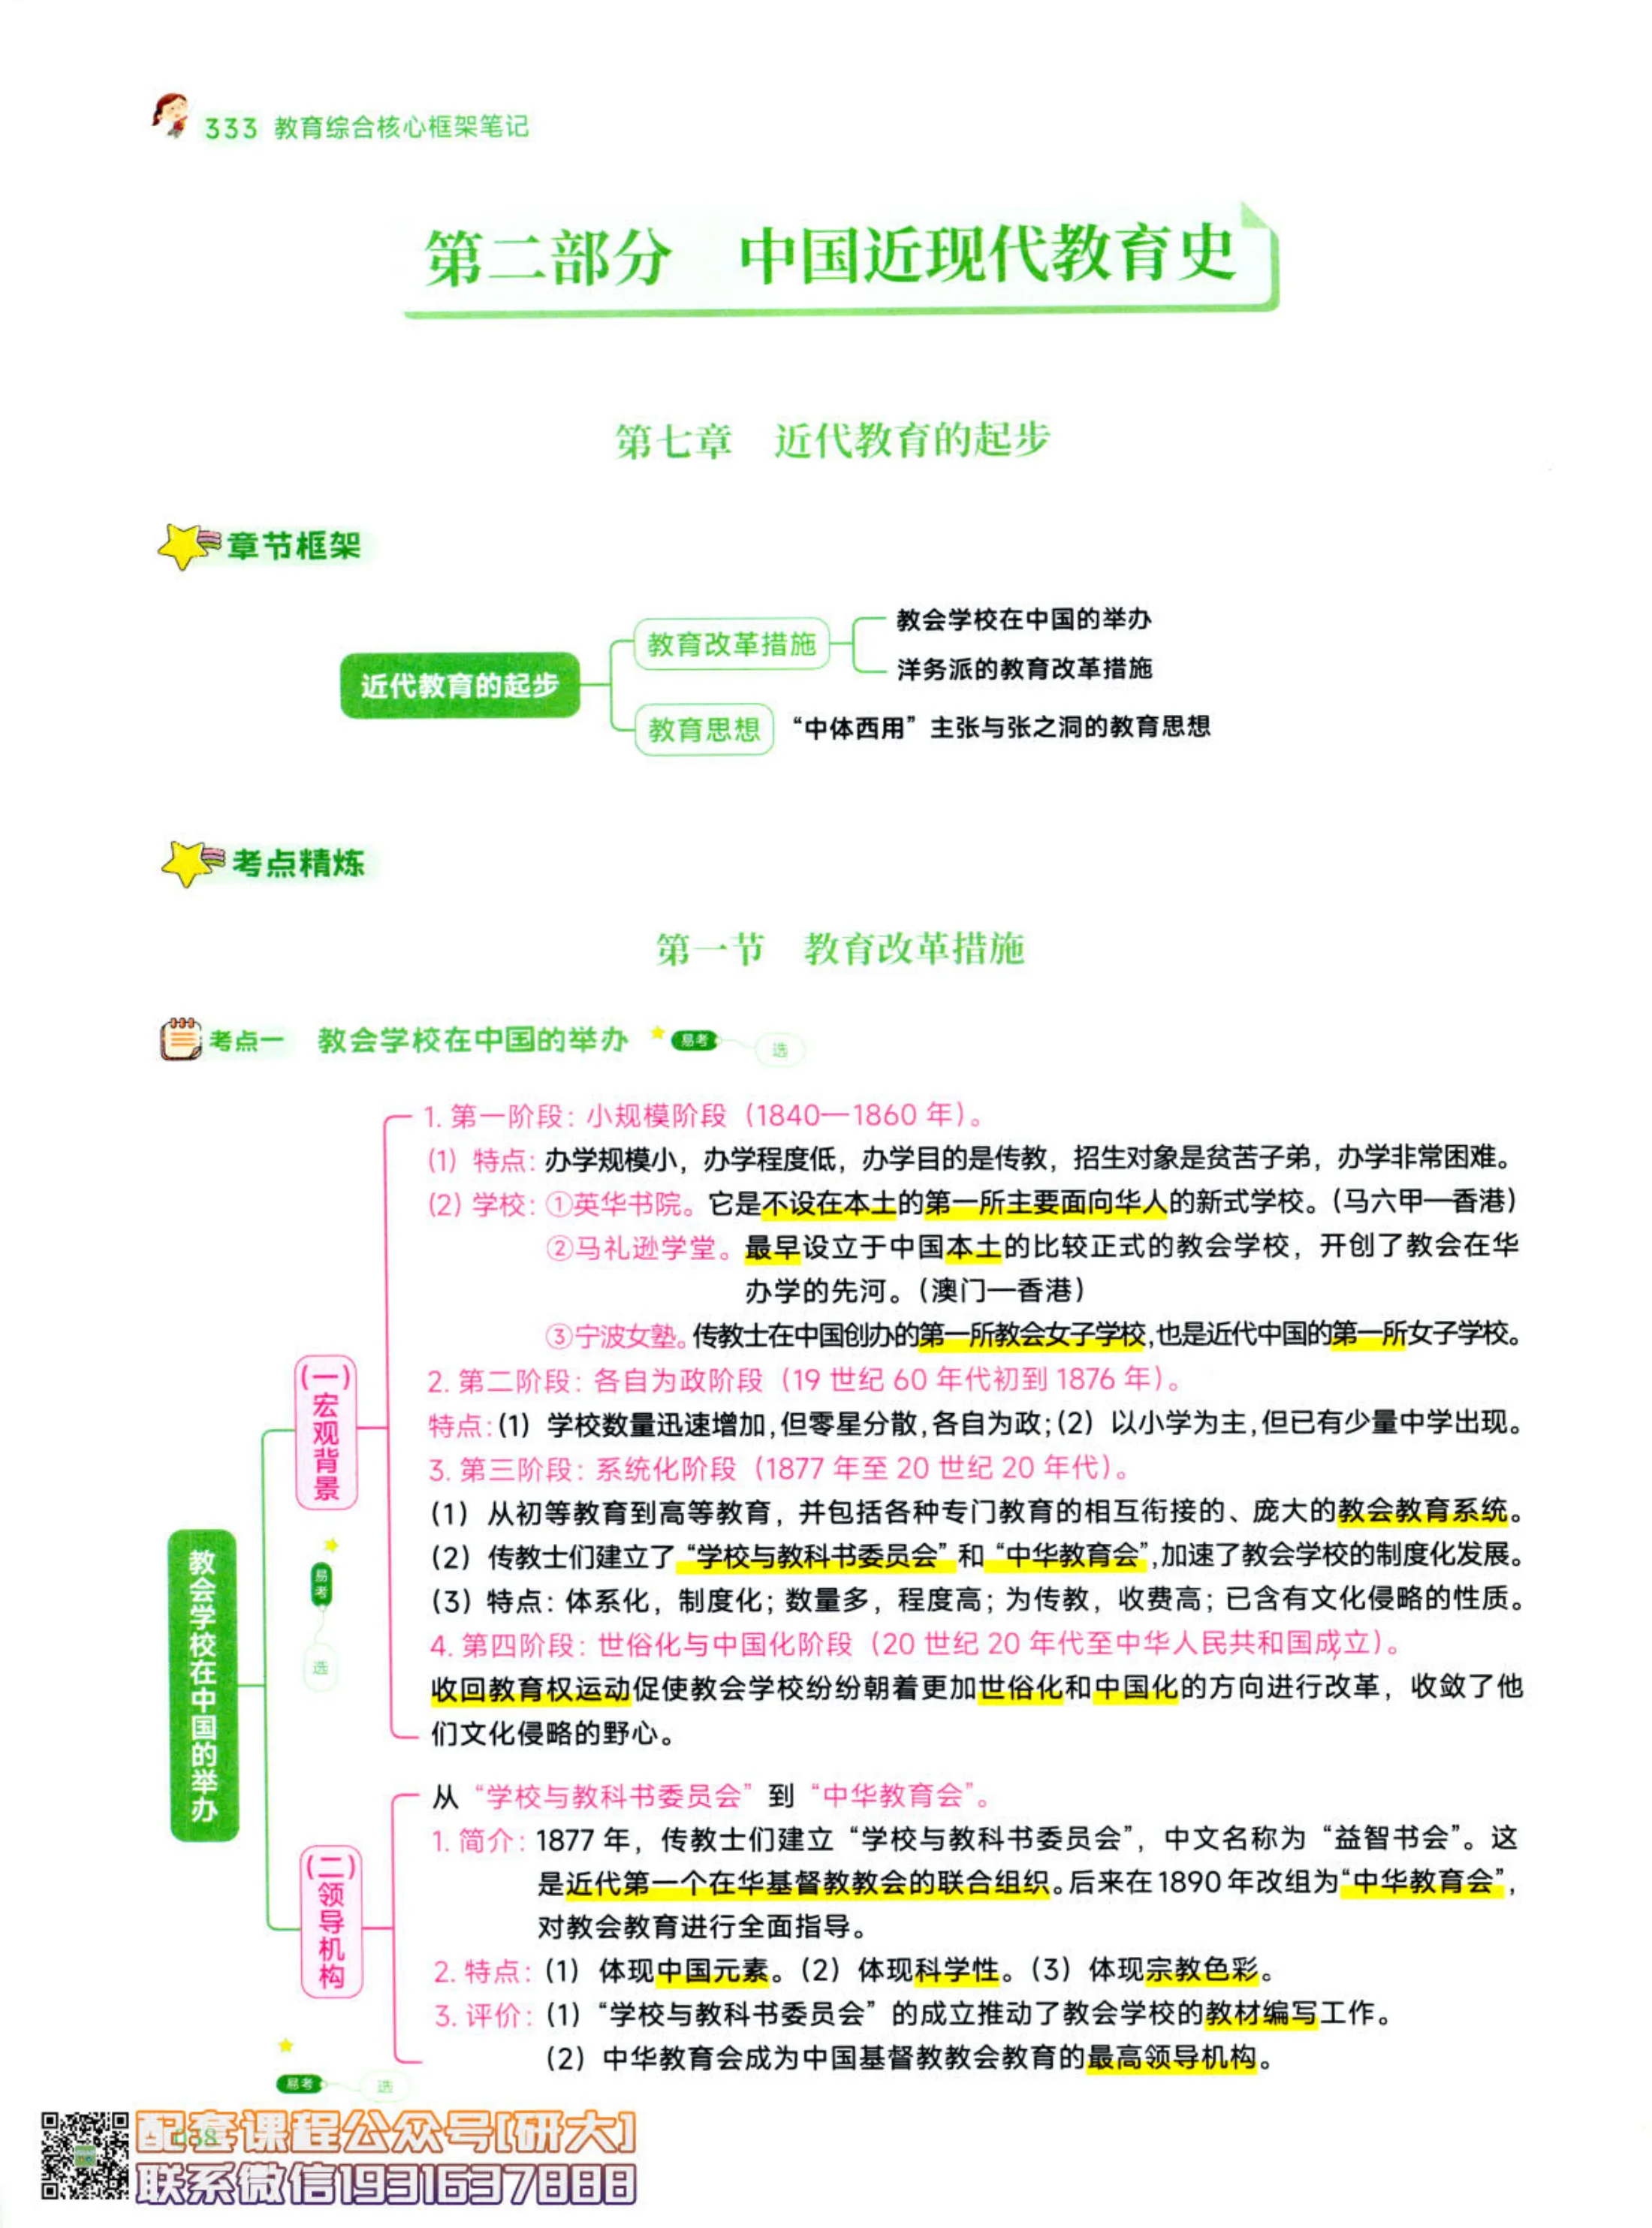 333 教育综合核心框架笔记
第二部分 中国近现代教育史
第七章 近代教育的起步
章节框架
近代教育的起步
教育改革措施
教会学校在中国的举办
洋务派的教育改革措施
教育思想
“中体西用”主张与张之洞的教育思想
考点精炼
第一节 教育改革措施
考点一 教会学校在中国的举办 易考 选
教会学校在中国的举办
(一)宏观背景
易考
选
1. 第一阶段：小规模阶段（1840—1860 年）。
(1) 特点：办学规模小，办学程度低，办学目的是传教，招生对象是贫苦子弟，办学非常困难。
(2) 学校：①英华书院。它是不设在本土的第一所主要面向华人的新式学校。（马六甲—香港）
②马礼逊学堂。最早设立于中国本土的比较正式的教会学校，开创了教会在华
办学的先河。（澳门—香港）
③宁波女塾。传教士在中国创办的第一所教会女子学校，也是近代中国的第一所女子学校。
2. 第二阶段：各自为政阶段（19 世纪 60 年代初到 1876 年）。
特点：(1) 学校数量迅速增加，但零星分散，各自为政；(2) 以小学为主，但已有少量中学出现。
3. 第三阶段：系统化阶段（1877 年至 20 世纪 20 年代）。
(1) 从初等教育到高等教育，并包括各种专门教育的相互衔接的、庞大的教会教育系统。
(2) 传教士们建立了“学校与教科书委员会”和“中华教育会”，加速了教会学校的制度化发展。
(3) 特点：体系化，制度化；数量多，程度高；为传教，收费高；已含有文化侵略的性质。
4. 第四阶段：世俗化与中国化阶段（20 世纪 20 年代至中华人民共和国成立）。
收回教育权运动促使教会学校纷纷朝着更加世俗化和中国化的方向进行改革，收敛了他
们文化侵略的野心。
(二)领导机构
从“学校与教科书委员会”到“中华教育会”。
1. 简介：1877 年，传教士们建立“学校与教科书委员会”，中文名称为“益智书会”。这
是近代第一个在华基督教教会的联合组织。后来在 1890 年改组为“中华教育会”，
对教会教育进行全面指导。
2. 特点：(1) 体现中国元素。(2) 体现科学性。(3) 体现宗教色彩。
3. 评价：(1)“学校与教科书委员会”的成立推动了教会学校的教材编写工作。
(2) 中华教育会成为中国基督教教会教育的最高领导机构。
易考 选
配套课程公众号[研大]
联系微信1931637888